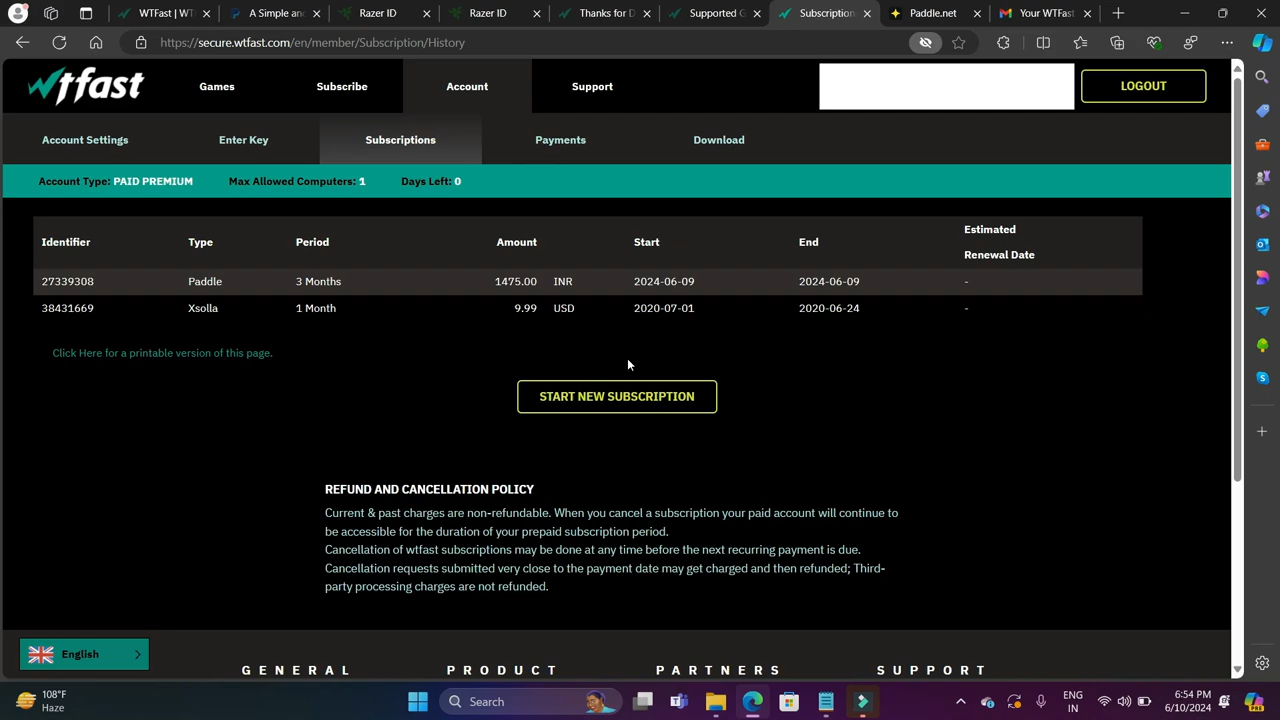 WTFast | WT
A Simple an
Razer ID
Razer ID
Thanks for D
Supported G
Subscription
Paddle.net
Your WTFas
https://secure.wtfast.com/en/member/Subscription/History
wtfast
Games
Subscribe
Account
Support
LOGOUT
Account Settings
Enter Key
Subscriptions
Payments
Download
Account Type: PAID PREMIUM
Max Allowed Computers: 1
Days Left: 0
Identifier Type Period Amount Start End Estimated
Renewal Date
27339308 Paddle 3 Months 1475.00 INR 2024-06-09 2024-06-09 -
38431669 Xsolla 1 Month 9.99 USD 2020-07-01 2020-06-24 -
Click Here for a printable version of this page.
START NEW SUBSCRIPTION
REFUND AND CANCELLATION POLICY
Current & past charges are non-refundable. When you cancel a subscription your paid account will continue to
be accessible for the duration of your prepaid subscription period.
Cancellation of wtfast subscriptions may be done at any time before the next recurring payment is due.
Cancellation requests submitted very close to the payment date may get charged and then refunded; Third-
party processing charges are not refunded.
English
GENERAL
PRODUCT
PARTNERS
SUPPORT
108°F
Haze
Search
ENG
IN
6:54 PM
6/10/2024
PRE